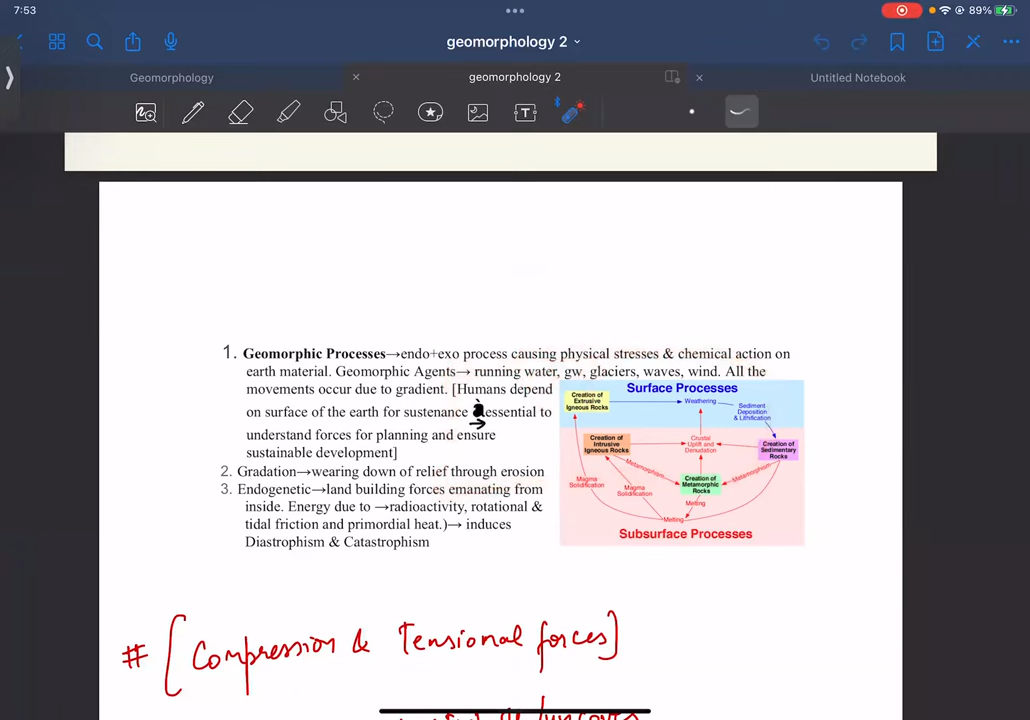 7:53
89%
geomorphology 2
Geomorphology
geomorphology 2
Untitled Notebook
1. Geomorphic Processes→endo+exo process causing physical stresses & chemical action on
earth material. Geomorphic Agents→ running water, gw, glaciers, waves, wind. All the
movements occur due to gradient. [Humans depend
on surface of the earth for sustenance → essential to
understand forces for planning and ensure
sustainable development]
2. Gradation→wearing down of relief through erosion
3. Endogenetic→land building forces emanating from
inside. Energy due to →radioactivity, rotational &
tidal friction and primordial heat.)→ induces
Diastrophism & Catastrophism
Surface Processes
Creation of
Extrusive
Igneous Rocks
Weathering
Sediment
Deposition
& Lithification
Creation of
Intrusive
Igneous Rocks
Crustal
Uplift and
Denudation
Creation of
Sedimentary
Rocks
Metamorphism
Metamorphism
Creation of
Metamorphic
Rocks
Magma
Solidification
Magma
Solidification
Melting
Melting
Subsurface Processes
# [Compression & Tensional forces]